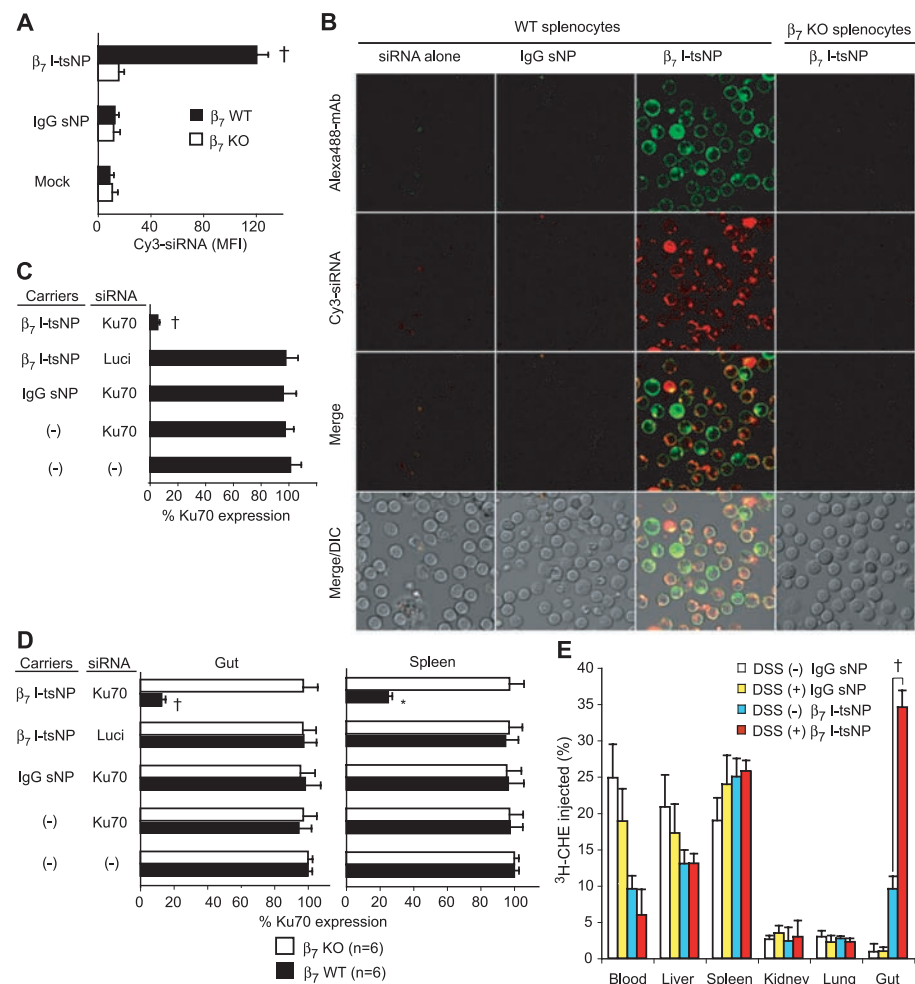 A
β7 I-tsNP
IgG sNP
Mock
†
β7 WT
β7 KO
0 40 80 120
Cy3-siRNA (MFI)
B
WT splenocytes
β7 KO splenocytes
siRNA alone
IgG sNP
β7 I-tsNP
β7 I-tsNP
Alexa488-mAb
Cy3-siRNA
Merge
Merge/DIC
C
Carriers siRNA
β7 I-tsNP Ku70 †
β7 I-tsNP Luci
IgG sNP Ku70
(-) Ku70
(-) (-)
0 20 40 60 80 100
% Ku70 expression
D
Carriers siRNA Gut Spleen
β7 I-tsNP Ku70 † *
β7 I-tsNP Luci
IgG sNP Ku70
(-) Ku70
(-) (-)
0 20 40 60 80 100 0 20 40 60 80 100
% Ku70 expression
β7 KO (n=6)
β7 WT (n=6)
E
DSS (-) IgG sNP
DSS (+) IgG sNP
DSS (-) β7 I-tsNP
DSS (+) β7 I-tsNP
†
3H-CHE injected (%)
40
35
30
25
20
15
10
5
0
Blood Liver Spleen Kidney Lung Gut